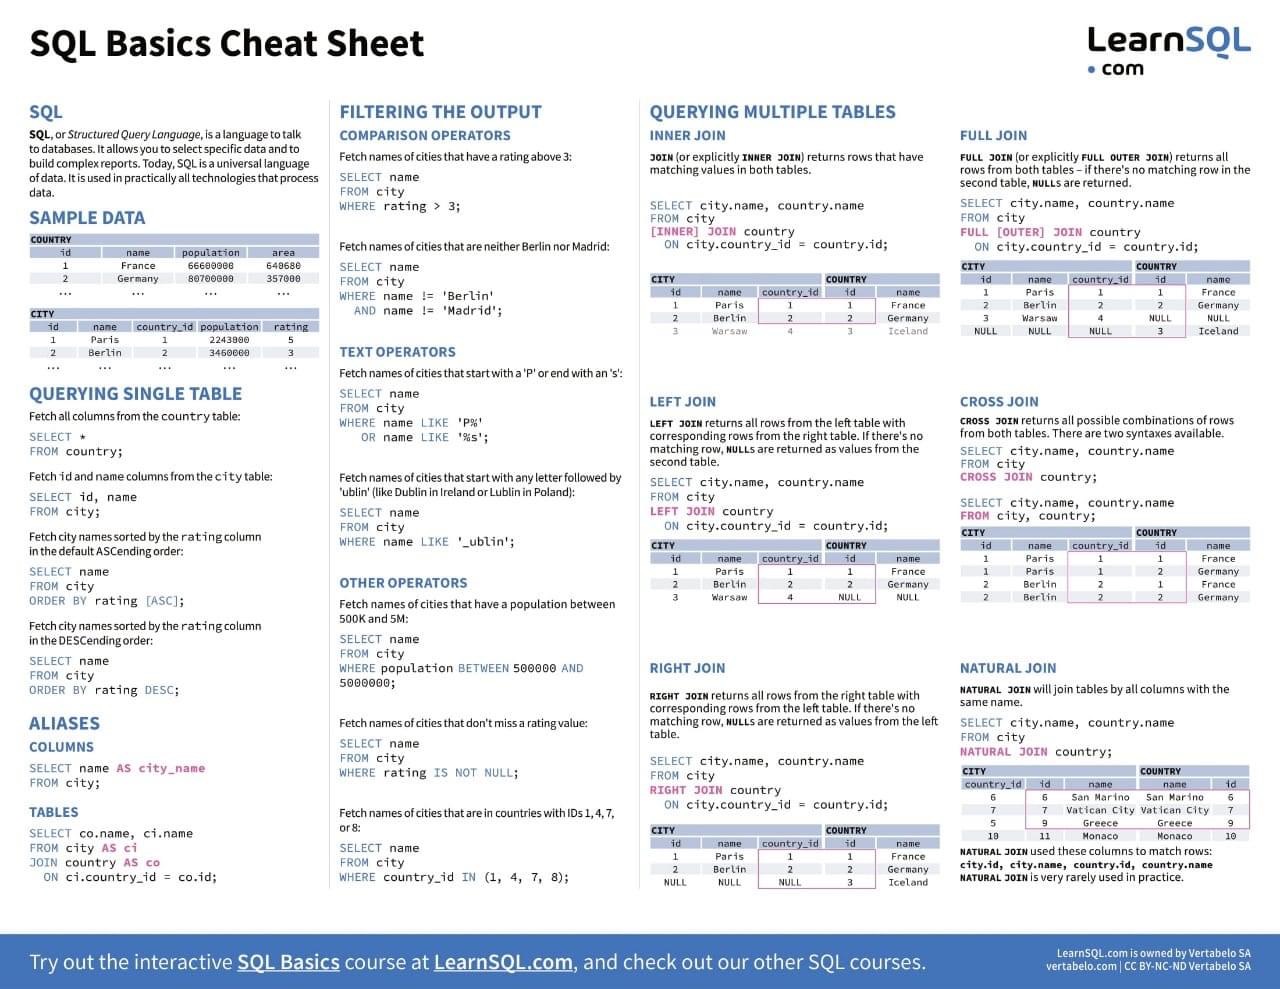 SQL Basics Cheat Sheet
LearnSQL
• com
SQL
SQL, or Structured Query Language, is a language to talk
to databases. It allows you to select specific data and to
build complex reports. Today, SQL is a universal language
of data. It is used in practically all technologies that process
data.
SAMPLE DATA
COUNTRY
id name population area
1 France 66600000 640680
2 Germany 80700000 357000
... ... ... ...
CITY
id name country_id population rating
1 Paris 1 2243000 5
2 Berlin 2 3460000 3
... ... ... ... ...
QUERYING SINGLE TABLE
Fetch all columns from the country table:
SELECT *
FROM country;
Fetch id and name columns from the city table:
SELECT id, name
FROM city;
Fetch city names sorted by the rating column
in the default ASCending order:
SELECT name
FROM city
ORDER BY rating [ASC];
Fetch city names sorted by the rating column
in the DESCending order:
SELECT name
FROM city
ORDER BY rating DESC;
ALIASES
COLUMNS
SELECT name AS city_name
FROM city;
TABLES
SELECT co.name, ci.name
FROM city AS ci
JOIN country AS co
ON ci.country_id = co.id;
FILTERING THE OUTPUT
COMPARISON OPERATORS
Fetch names of cities that have a rating above 3:
SELECT name
FROM city
WHERE rating > 3;
Fetch names of cities that are neither Berlin nor Madrid:
SELECT name
FROM city
WHERE name != 'Berlin'
AND name != 'Madrid';
TEXT OPERATORS
Fetch names of cities that start with a 'P' or end with an 's':
SELECT name
FROM city
WHERE name LIKE 'P%'
OR name LIKE '%s';
Fetch names of cities that start with any letter followed by
'ublin' (like Dublin in Ireland or Lublin in Poland):
SELECT name
FROM city
WHERE name LIKE '_ublin';
OTHER OPERATORS
Fetch names of cities that have a population between
500K and 5M:
SELECT name
FROM city
WHERE population BETWEEN 500000 AND
5000000;
Fetch names of cities that don't miss a rating value:
SELECT name
FROM city
WHERE rating IS NOT NULL;
Fetch names of cities that are in countries with IDs 1, 4, 7,
or 8:
SELECT name
FROM city
WHERE country_id IN (1, 4, 7, 8);
QUERYING MULTIPLE TABLES
INNER JOIN
JOIN (or explicitly INNER JOIN) returns rows that have
matching values in both tables.
SELECT city.name, country.name
FROM city
[INNER] JOIN country
ON city.country_id = country.id;
CITY COUNTRY
id name country_id id name
1 Paris 1 1 France
2 Berlin 2 2 Germany
3 Warsaw 4 3 Iceland
LEFT JOIN
LEFT JOIN returns all rows from the left table with
corresponding rows from the right table. If there's no
matching row, NULLs are returned as values from the
second table.
SELECT city.name, country.name
FROM city
LEFT JOIN country
ON city.country_id = country.id;
CITY COUNTRY
id name country_id id name
1 Paris 1 1 France
2 Berlin 2 2 Germany
3 Warsaw 4 NULL NULL
RIGHT JOIN
RIGHT JOIN returns all rows from the right table with
corresponding rows from the left table. If there's no
matching row, NULLs are returned as values from the left
table.
SELECT city.name, country.name
FROM city
RIGHT JOIN country
ON city.country_id = country.id;
CITY COUNTRY
id name country_id id name
1 Paris 1 1 France
2 Berlin 2 2 Germany
NULL NULL NULL 3 Iceland
FULL JOIN
FULL JOIN (or explicitly FULL OUTER JOIN) returns all
rows from both tables – if there's no matching row in the
second table, NULLs are returned.
SELECT city.name, country.name
FROM city
FULL [OUTER] JOIN country
ON city.country_id = country.id;
CITY COUNTRY
id name country_id id name
1 Paris 1 1 France
2 Berlin 2 2 Germany
3 Warsaw 4 NULL NULL
NULL NULL NULL 3 Iceland
CROSS JOIN
CROSS JOIN returns all possible combinations of rows
from both tables. There are two syntaxes available.
SELECT city.name, country.name
FROM city
CROSS JOIN country;
SELECT city.name, country.name
FROM city, country;
CITY COUNTRY
id name country_id id name
1 Paris 1 1 France
1 Paris 1 2 Germany
2 Berlin 2 1 France
2 Berlin 2 2 Germany
NATURAL JOIN
NATURAL JOIN will join tables by all columns with the
same name.
SELECT city.name, country.name
FROM city
NATURAL JOIN country;
CITY COUNTRY
country_id id name name id
6 6 San Marino San Marino 6
7 7 Vatican City Vatican City 7
5 9 Greece Greece 9
10 11 Monaco Monaco 10
NATURAL JOIN used these columns to match rows:
city.id, city.name, country.id, country.name
NATURAL JOIN is very rarely used in practice.
Try out the interactive SQL Basics course at LearnSQL.com, and check out our other SQL courses.
LearnSQL.com is owned by Vertabelo SA
vertabelo.com | CC BY-NC-ND Vertabelo SA